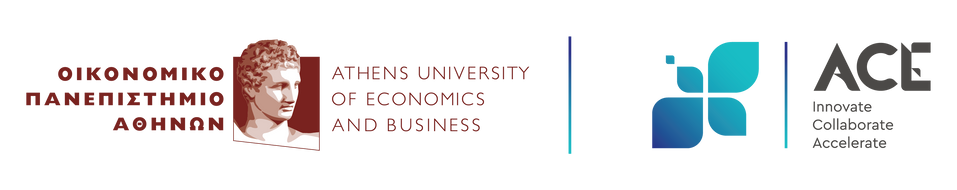 ΟΙΚΟΝΟΜΙΚΟ
ΠΑΝΕΠΙΣΤΗΜΙΟ
ΑΘΗΝΩΝ
ATHENS UNIVERSITY
OF ECONOMICS
AND BUSINESS
ACE
Innovate
Collaborate
Accelerate